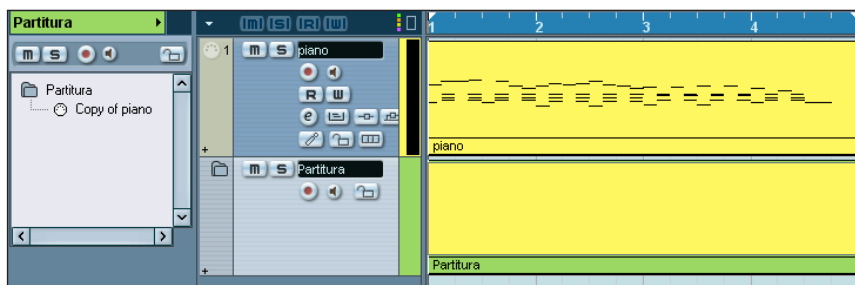 Partitura
m S
Partitura
Copy of piano
(m) (S) (R) (W)
1 m S piano
R W
e
+
m S Partitura
+
1 2 3 4
piano
Partitura